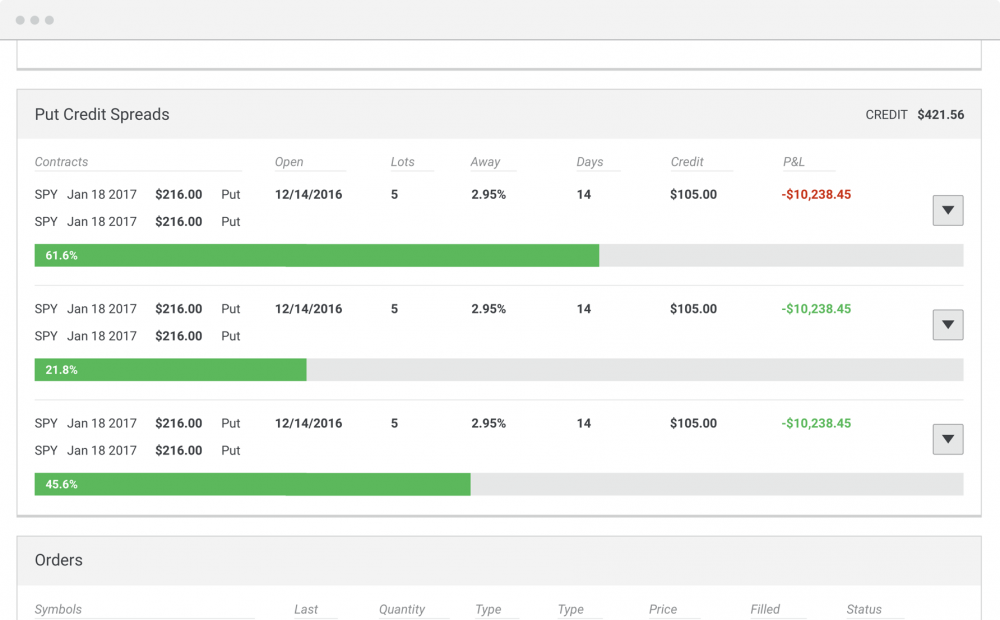 Put Credit Spreads CREDIT $421.56
Contracts Open Lots Away Days Credit P&L
SPY Jan 18 2017 $216.00 Put 12/14/2016 5 2.95% 14 $105.00 -$10,238.45
SPY Jan 18 2017 $216.00 Put
61.6%
SPY Jan 18 2017 $216.00 Put 12/14/2016 5 2.95% 14 $105.00 -$10,238.45
SPY Jan 18 2017 $216.00 Put
21.8%
SPY Jan 18 2017 $216.00 Put 12/14/2016 5 2.95% 14 $105.00 -$10,238.45
SPY Jan 18 2017 $216.00 Put
45.6%
Orders
Symbols Last Quantity Type Type Price Filled Status